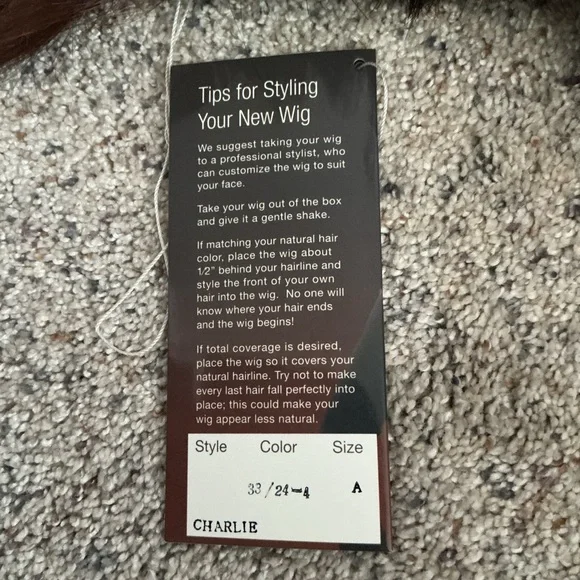 Tips for Styling
Your New Wig
We suggest taking your wig
to a professional stylist, who
can customize the wig to suit
your face.
Take your wig out of the box
and give it a gentle shake.
If matching your natural hair
color, place the wig about
1/2" behind your hairline and
style the front of your own
hair into the wig. No one will
know where your hair ends
and the wig begins!
If total coverage is desired,
place the wig so it covers your
natural hairline. Try not to make
every last hair fall perfectly into
place; this could make your
wig appear less natural.
Style Color Size
33/24-4 A
CHARLIE